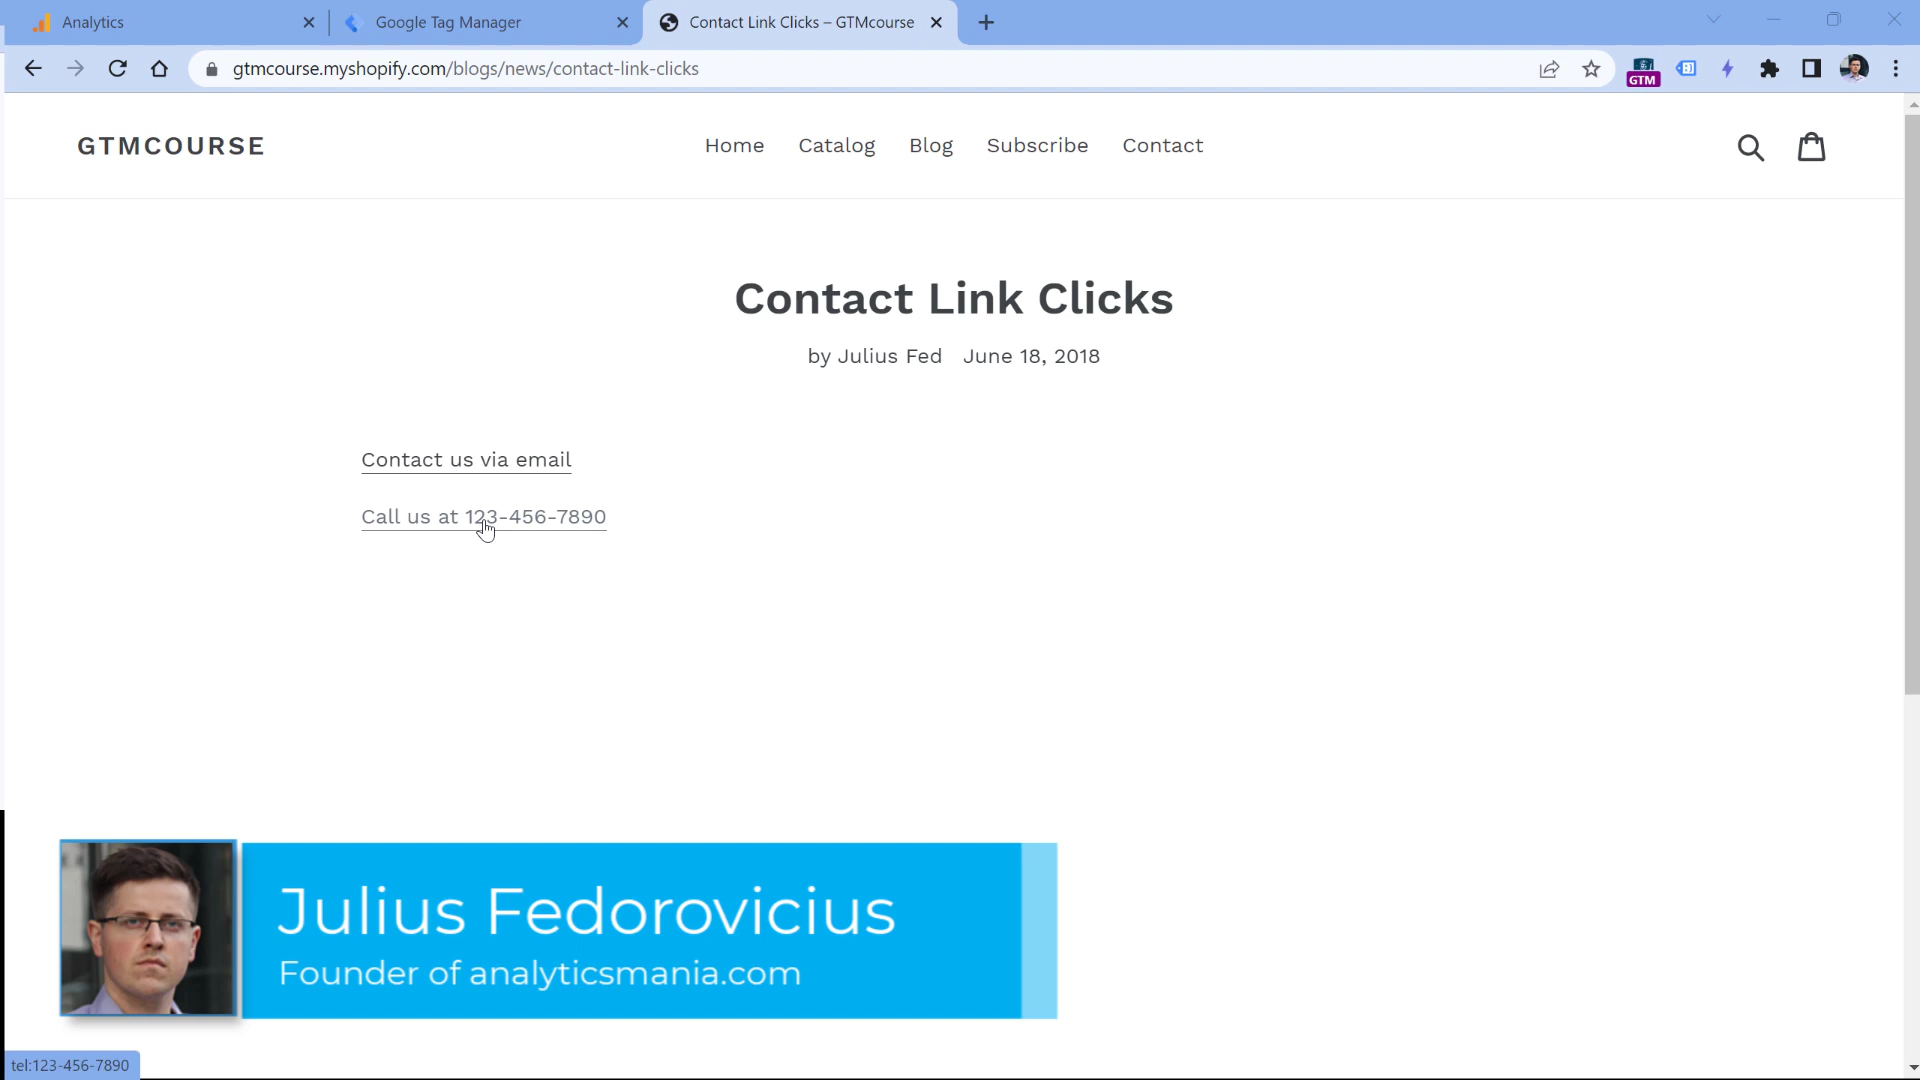 Analytics
Google Tag Manager
Contact Link Clicks – GTMcourse
gtmcourse.myshopify.com/blogs/news/contact-link-clicks
GTM
GTMCOURSE
Home
Catalog
Blog
Subscribe
Contact
Contact Link Clicks
by Julius Fed June 18, 2018
Contact us via email
Call us at 123-456-7890
Julius Fedorovicius
Founder of analyticsmania.com
tel:123-456-7890